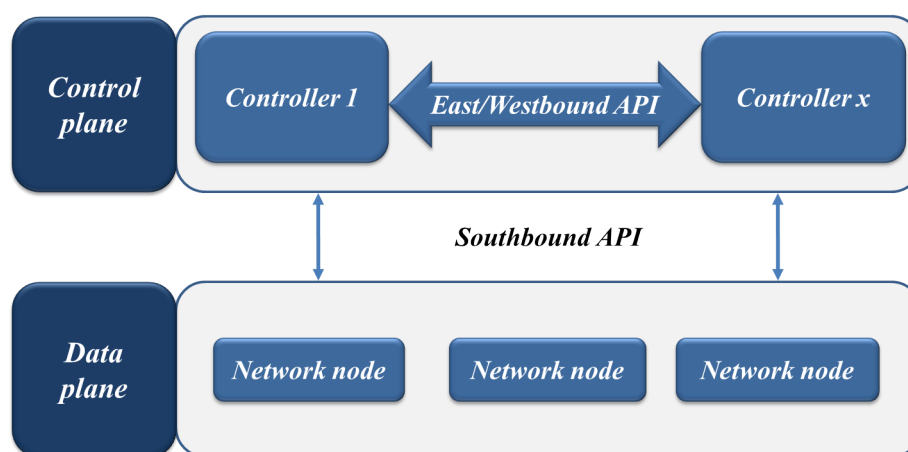 Control
plane
Controller 1
East/Westbound API
Controller x
Southbound API
Data
plane
Network node
Network node
Network node